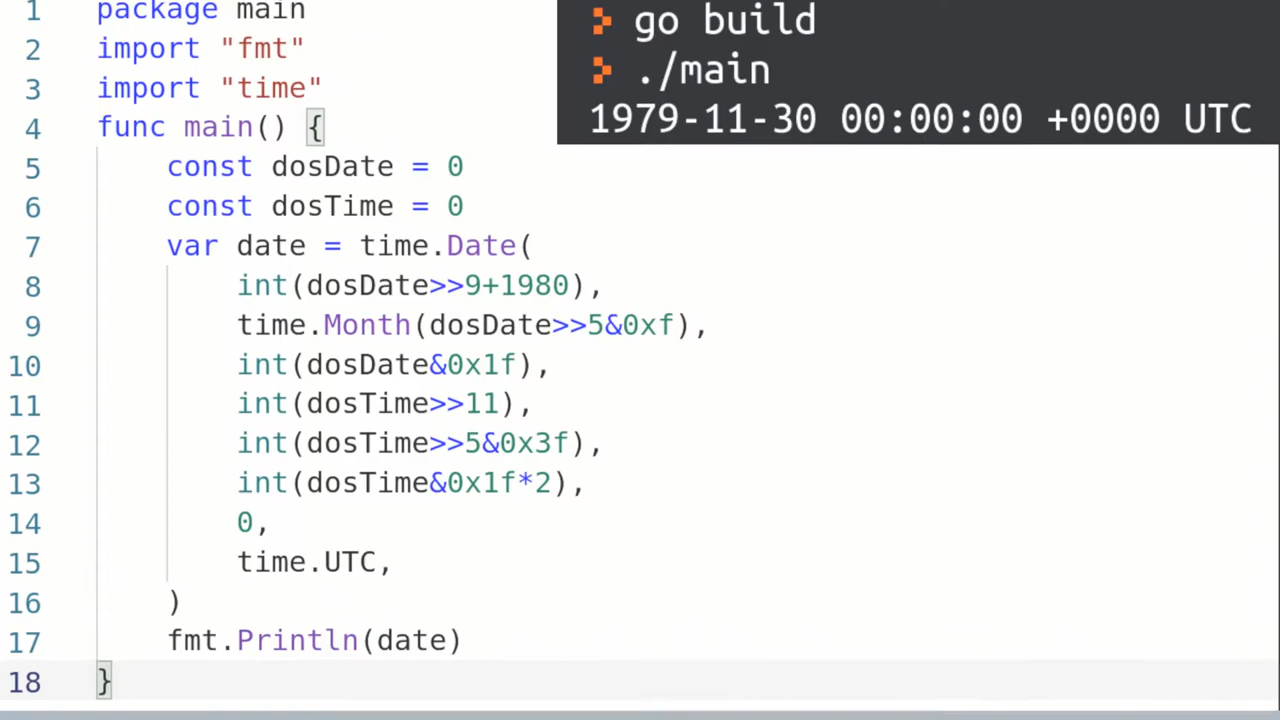 1 package main
2 import "fmt"
3 import "time"
4 func main() {
5 const dosDate = 0
6 const dosTime = 0
7 var date = time.Date(
8 int(dosDate>>9+1980),
9 time.Month(dosDate>>5&0xf),
10 int(dosDate&0x1f),
11 int(dosTime>>11),
12 int(dosTime>>5&0x3f),
13 int(dosTime&0x1f*2),
14 0,
15 time.UTC,
16 )
17 fmt.Println(date)
18 }
go build
./main
1979-11-30 00:00:00 +0000 UTC